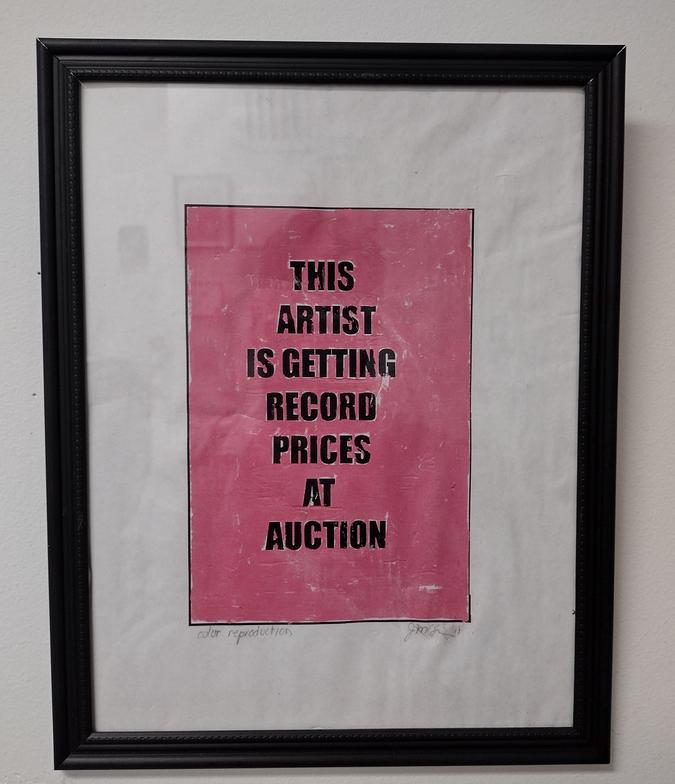 THIS
ARTIST
IS GETTING
RECORD
PRICES
AT
AUCTION
color reproduction